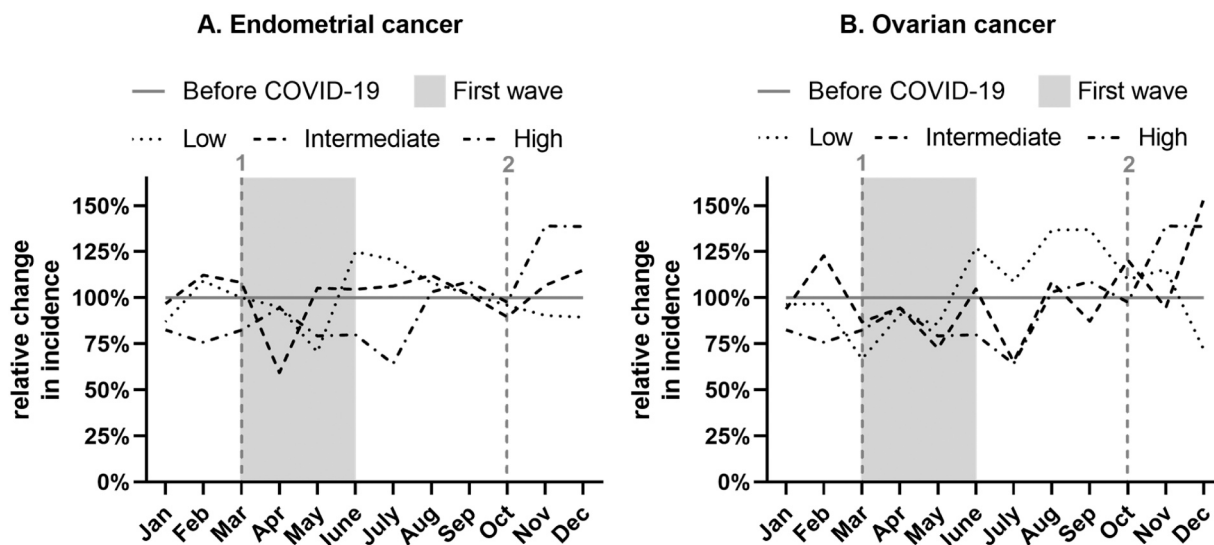 A. Endometrial cancer
Before COVID-19 First wave
Low Intermediate High
1 2
150%
125%
100%
75%
50%
25%
0%
relative change
in incidence
Jan Feb Mar Apr May June July Aug Sep Oct Nov Dec
B. Ovarian cancer
Before COVID-19 First wave
Low Intermediate High
1 2
150%
125%
100%
75%
50%
25%
0%
relative change
in incidence
Jan Feb Mar Apr May June July Aug Sep Oct Nov Dec